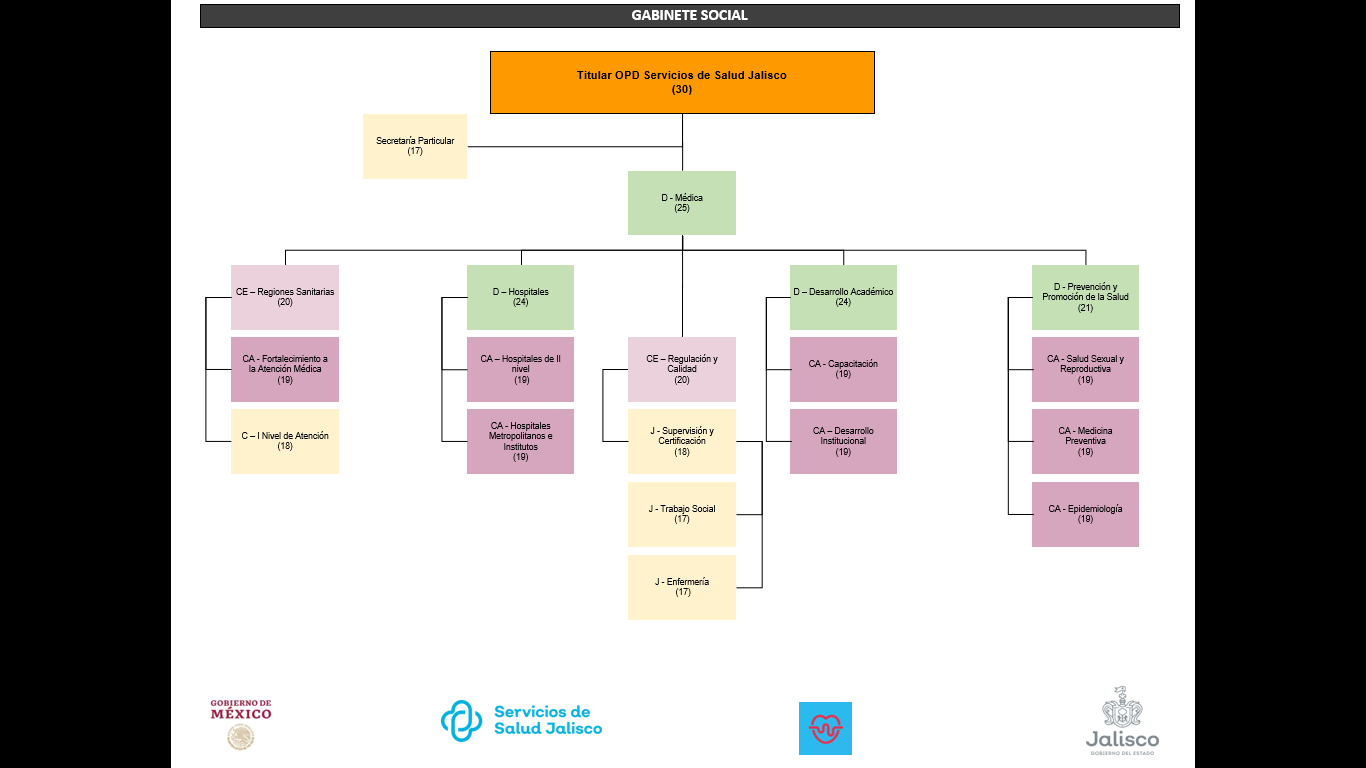 GABINETE SOCIAL
Titular OPD Servicios de Salud Jalisco
(30)
Secretaría Particular
(17)
D - Médica
(25)
CE – Regiones Sanitarias
(20)
CA - Fortalecimiento a
la Atención Médica
(19)
C – I Nivel de Atención
(18)
D – Hospitales
(24)
CA – Hospitales de II
nivel
(19)
CA - Hospitales
Metropolitanos e
Institutos
(19)
CE – Regulación y
Calidad
(20)
J - Supervisión y
Certificación
(18)
J - Trabajo Social
(17)
J - Enfermería
(17)
D – Desarrollo Académico
(24)
CA - Capacitación
(19)
CA – Desarrollo
Institucional
(19)
D - Prevención y
Promoción de la Salud
(21)
CA - Salud Sexual y
Reproductiva
(19)
CA - Medicina
Preventiva
(19)
CA - Epidemiología
(19)
GOBIERNO DE
MÉXICO
Servicios de
Salud Jalisco
Jalisco
GOBIERNO DEL ESTADO